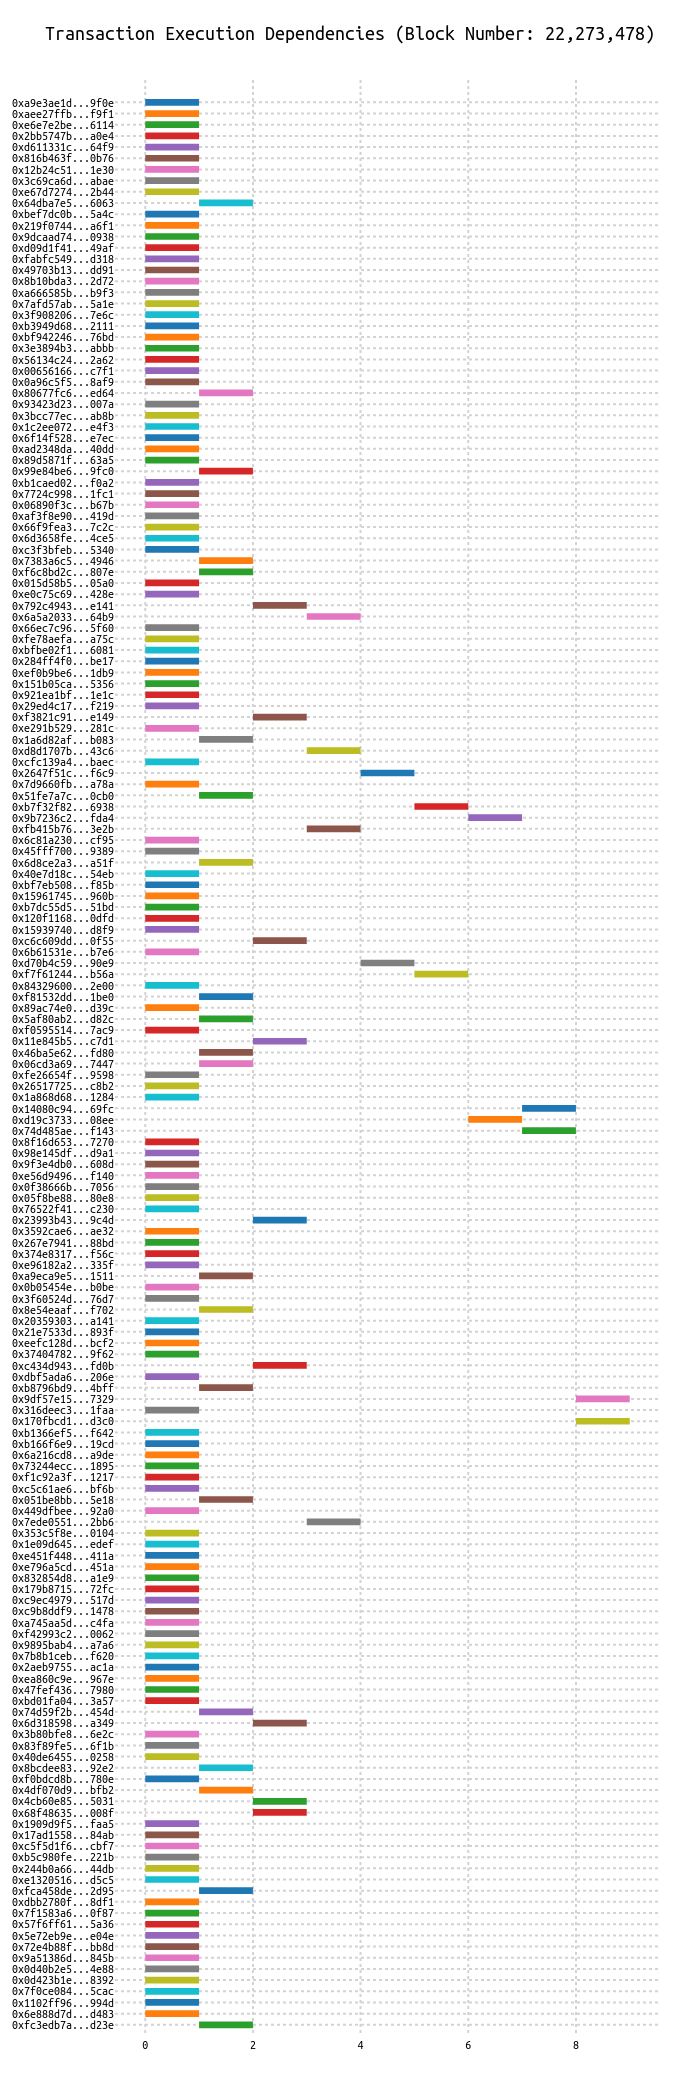 Transaction Execution Dependencies (Block Number: 22,273,478)
0xa9e3ae1d...9f0e
0xaee27ffb...f9f1
0xe6e7e2be...6114
0x2bb5747b...a0e4
0xd611331c...64f9
0x816b463f...0b76
0x12b24c51...1e30
0x3c69ca6d...abae
0xe67d7274...2b44
0x64dba7e5...6063
0xbef7dc0b...5a4c
0x219f0744...a6f1
0x9dcaad74...0938
0xd09d1f41...49af
0xfabfc549...d318
0x49703b13...dd91
0x8b10bda3...2d72
0xa666585b...b9f3
0x7afd57ab...5a1e
0x3f908206...7e6c
0xb3949d68...2111
0xbf942246...76bd
0x3e3894b3...abbb
0x56134c24...2a62
0x00656166...c7f1
0x0a96c5f5...8af9
0x80677fc6...ed64
0x93423d23...007a
0x3bcc77ec...ab8b
0x1c2ee072...e4f3
0x6f14f528...e7ec
0xad2348da...40dd
0x89d5871f...63a5
0x99e84be6...9fc0
0xb1caed02...f0a2
0x7724c998...1fc1
0x06890f3c...b67b
0xaf3f8e90...419d
0x66f9fea3...7c2c
0x6d3658fe...4ce5
0xc3f3bfeb...5340
0x7383a6c5...4946
0xf6c8bd2c...807e
0x015d58b5...05a0
0xe0c75c69...428e
0x792c4943...e141
0x6a5a2033...64b9
0x66ec7c96...5f60
0xfe78aefa...a75c
0xbfbe02f1...6081
0x284ff4f0...be17
0xef0b9be6...1db9
0x151b05ca...5356
0x921ea1bf...1e1c
0x29ed4c17...f219
0xf3821c91...e149
0xe291b529...281c
0x1a6d82af...b083
0xd8d1707b...43c6
0xcfc139a4...baec
0x2647f51c...f6c9
0x7d9660fb...a78a
0x51fe7a7c...0cb0
0xb7f32f82...6938
0x9b7236c2...fda4
0xfb415b76...3e2b
0x6c81a230...cf95
0x45fff700...9389
0x6d8ce2a3...a51f
0x40e7d18c...54eb
0xbf7eb508...f85b
0x15961745...960b
0xb7dc55d5...51bd
0x120f1168...0dfd
0x15939740...d8f9
0xc6c609dd...0f55
0x6b61531e...b7e6
0xd70b4c59...90e9
0xf7f61244...b56a
0x84329600...2e00
0xf81532dd...1be0
0x89ac74e0...d39c
0x5af80ab2...d82c
0xf0595514...7ac9
0x11e845b5...c7d1
0x46ba5e62...fd80
0x06cd3a69...7447
0xfe26654f...9598
0x26517725...c8b2
0x1a868d68...1284
0x14080c94...69fc
0xd19c3733...08ee
0x74d485ae...f143
0x8f16d653...7270
0x98e145df...d9a1
0x9f3e4db0...608d
0xe56d9496...f140
0x0f38666b...7056
0x05f8be88...80e8
0x76522f41...c230
0x23993b43...9c4d
0x3592cae6...ae32
0x267e7941...88bd
0x374e8317...f56c
0xe96182a2...335f
0xa9eca9e5...1511
0x0b05454e...b0be
0x3f60524d...76d7
0x8e54eaaf...f702
0x20359303...a141
0x21e7533d...893f
0xeefc128d...bcf2
0x37404782...9f62
0xc434d943...fd0b
0xdbf5ada6...206e
0xb8796bd9...4bff
0x9df57e15...7329
0x316deec3...1faa
0x170fbcd1...d3c0
0xb1366ef5...f642
0xb166f6e9...19cd
0x6a216cd8...a9de
0x73244ecc...1895
0xf1c92a3f...1217
0xc5c61ae6...bf6b
0x051be8bb...5e18
0x449dfbee...92a0
0x7ede0551...2bb6
0x353c5f8e...0104
0x1e09d645...edef
0xe451f448...411a
0xe796a5cd...451a
0x832854d8...a1e9
0x179b8715...72fc
0xc9ec4979...517d
0xc9b8ddf9...1478
0xa745aa5d...c4fa
0xf42993c2...0062
0x9895bab4...a7a6
0x7b8b1ceb...f620
0x2aeb9755...ac1a
0xea860c9e...967e
0x47fef436...7980
0xbd01fa04...3a57
0x74d59f2b...454d
0x6d318598...a349
0x3b80bfe8...6e2c
0x83f89fe5...6f1b
0x40de6455...0258
0x8bcdee83...92e2
0xf0bdcd8b...780e
0x4df070d9...bfb2
0x4cb60e85...5031
0x68f48635...008f
0x1909d9f5...faa5
0x17ad1558...84ab
0xc5f5d1f6...cbf7
0xb5c980fe...221b
0x244b0a66...44db
0xe1320516...d5c5
0xfca458de...2d95
0xdbb2780f...8df1
0x7f1583a6...0f87
0x57f6ff61...5a36
0x5e72eb9e...e04e
0x72e4b88f...bb8d
0x9a51386d...845b
0x0d40b2e5...4e88
0x0d423b1e...8392
0x7f0ce084...5cac
0x1102ff96...994d
0x6e888d7d...d483
0xfc3edb7a...d23e
0 2 4 6 8